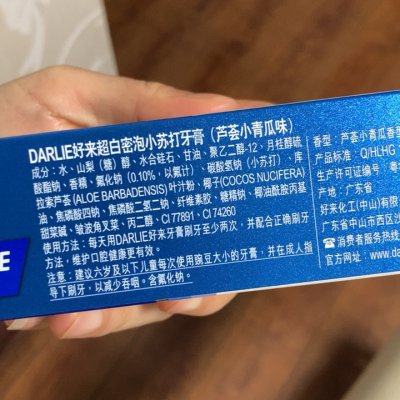 DARLIE好来超白密泡小苏打牙膏（芦荟小青瓜味）
成分：水、山梨（糖）醇、水合硅石、甘油、聚乙二醇-12、月桂醇硫
酸酯钠、香精、氟化钠（0.10%，以氟计）、碳酸氢钠（小苏打）、库
拉索芦荟（ALOE BARBADENSIS）叶汁粉、椰子（COCOS NUCIFERA）
油、焦磷酸四钠、焦磷酸二氢二钠、纤维素胶、糖精钠、椰油酰胺丙基
甜菜碱、皱波角叉菜、丙二醇、CI 77891、CI 74260
使用方法：每天用DARLIE好来牙膏刷牙至少两次，并配合正确刷牙
方法，维护口腔健康更有效。
注意：建议六岁及以下儿童每次使用豌豆大小的牙膏，并在成人指
导下刷牙，以减少吞咽。含氟化钠。
香型：芦荟小青瓜香
产品标准：Q/HLHG
生产许可证编号：粤
产地：广东省
好来化工（中山）有限
广东省中山市西区沙
☎消费者服务成
官方网址：www.da
E